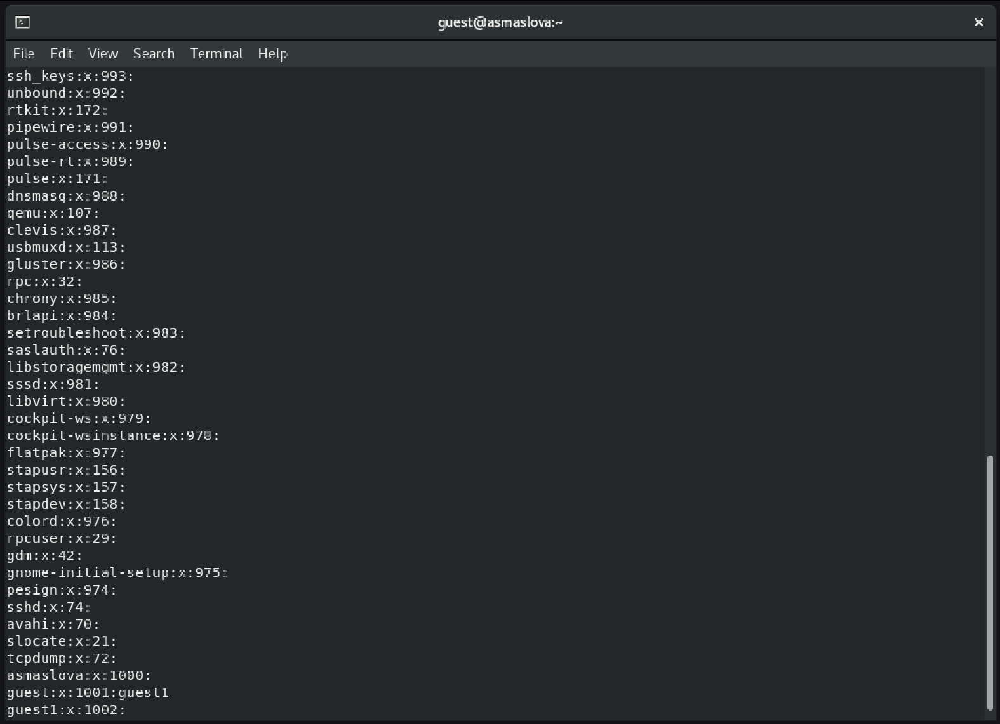 guest@asmaslova:~
File Edit View Search Terminal Help
ssh_keys:x:993:
unbound:x:992:
rtkit:x:172:
pipewire:x:991:
pulse-access:x:990:
pulse-rt:x:989:
pulse:x:171:
dnsmasq:x:988:
qemu:x:107:
clevis:x:987:
usbmuxd:x:113:
gluster:x:986:
rpc:x:32:
chrony:x:985:
brlapi:x:984:
setroubleshoot:x:983:
saslauth:x:76:
libstoragemgmt:x:982:
sssd:x:981:
libvirt:x:980:
cockpit-ws:x:979:
cockpit-wsinstance:x:978:
flatpak:x:977:
stapusr:x:156:
stapsys:x:157:
stapdev:x:158:
colord:x:976:
rpcuser:x:29:
gdm:x:42:
gnome-initial-setup:x:975:
pesign:x:974:
sshd:x:74:
avahi:x:70:
slocate:x:21:
tcpdump:x:72:
asmaslova:x:1000:
guest:x:1001:guest1
guest1:x:1002: